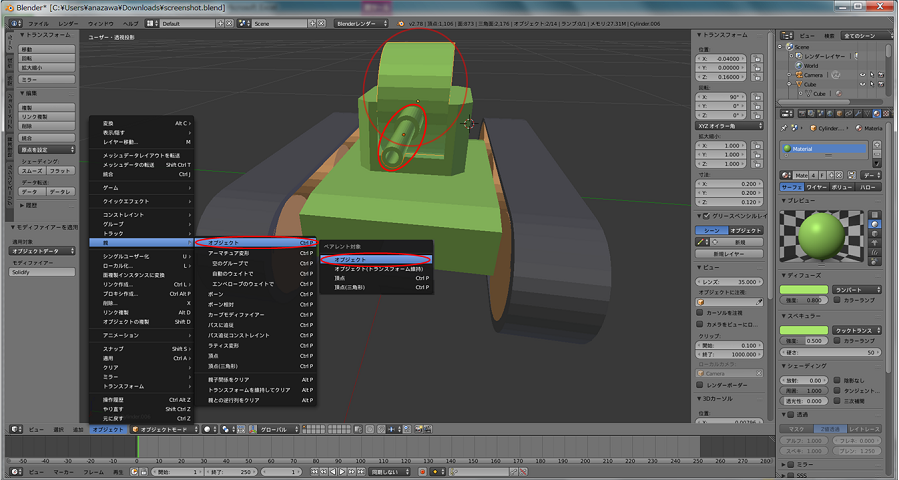 Blender* [C:¥Users¥anazawa¥Downloads¥screenshot.blend]
ファイル レンダー ウィンドウ ヘルプ Default Scene Blenderレンダー v2.78 | 頂点:1,106 | 面:873 | 三角面:2,176 | オブジェクト:2/14 | ランプ:0/1 | メモリ:27.31M | Cylinder.006
ビュー 検索 全てのシーン
▼トランスフォーム
移動
回転
拡大縮小
ミラー
▼編集
複製
リンク複製
削除
統合
原点を設定
シェーディング:
スムーズ フラット
データ転送:
データ データレ
▶履歴
▼モディファイアーを適用
適用対象
オブジェクトデータ
モディファイアー
Solidify
ユーザー・透視投影
変換 Alt C
表示/隠す
レイヤー移動... M
メッシュデータレイアウトを転送
メッシュデータの転送 Shift Ctrl T
統合 Ctrl J
ゲーム
クイックエフェクト
コンストレイント
グループ
トラック
親
シングルユーザー化 U
ローカル化... L
面複製インスタンスに変換
リンク作成... Ctrl L
プロキシ作成... Ctrl Alt P
削除... X
リンク複製 Alt D
オブジェクトの複製 Shift D
アニメーション
スナップ Shift S
適用 Ctrl A
クリア
ミラー
トランスフォーム
操作履歴 Ctrl Alt Z
やり直す Shift Ctrl Z
元に戻す Ctrl Z
オブジェクト Ctrl P
アーマチュア変形 Ctrl P
空のグループで Ctrl P
自動のウェイトで Ctrl P
エンベロープのウェイトで Ctrl P
ボーン Ctrl P
ボーン相対 Ctrl P
カーブモディファイアー Ctrl P
パスに追従 Ctrl P
パス追従コンストレイント Ctrl P
ラティス変形 Ctrl P
頂点 Ctrl P
頂点(三角形) Ctrl P
親子関係をクリア Alt P
トランスフォームを維持してクリア Alt P
親との逆行列をクリア Alt P
ペアレント対象
オブジェクト
オブジェクト(トランスフォーム維持)
頂点 Ctrl P
頂点(三角形) Ctrl P
▼トランスフォーム
位置:
X: -0.04000
Y: 0.00000
Z: 0.16000
回転:
X: 90°
Y: 0°
Z: 0°
XYZ オイラー角
拡大縮小:
X: 1.000
Y: 1.000
Z: 1.000
寸法:
X: 0.200
Y: 0.200
Z: 0.120
▼グリースペンシルレイ
シーン オブジェクト
新規
新規レイヤー
▼ビュー
レンズ: 35.000
オブジェクトに注視:
カーソルを注視
カメラをビューにロ
クリップ:
開始: 0.100
終了: 1000.000
ローカルカメラ:
Camera
レンダーボーダー
▼3Dカーソル
Scene
レンダーレイヤー
World
Camera
Cube
Cube
Cylinder.... Materia
Material
Mate 4 F
サーフェ ワイヤー ボリュー ハロー
▼プレビュー
▼ディフューズ
ランバート
強度: 0.800 カラーランプ
▼スペキュラー
クックトランス
強度: 0.500 カラーランプ
硬さ: 50
▼シェーディング
放射: 0.00 陰影なし
周囲: 1.000 タンジェント...
透光性: 0.000 三次補間
▼透過
マスク Z透過 レイトレース
アルファ: 1.000 フレネ: 0.000
スペキ: 1.000 ブレン: 1.250
▶ミラー
▶SSS
ビュー 選択 追加 オブジェクト オブジェクトモード グローバル
-50 -40 -30 -20 -10 0 10 20 30 40 50 60 70 80 90 100 110 120 130 140 150 160 170 180 190 200 210 220 230 240 250 260 270 280
ビュー マーカー フレーム 再生 開始: 1 終了: 250 1 同期しない